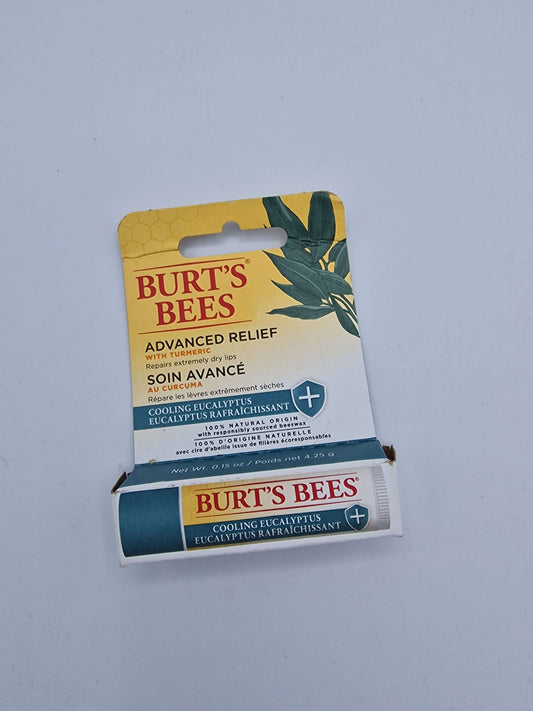 BURT'S
BEES®
ADVANCED RELIEF
WITH TURMERIC
Repairs extremely dry lips
SOIN AVANCÉ
AU CURCUMA
Répare les lèvres extrêmement sèches
COOLING EUCALYPTUS
EUCALYPTUS RAFRAÎCHISSANT
100% NATURAL ORIGIN
with responsibly sourced beeswax
100% D'ORIGINE NATURELLE
avec cire d'abeille issue de filières écoresponsables
NET WT. 0.15 oz / Poids net 4.25 g
BURT'S BEES®
COOLING EUCALYPTUS
EUCALYPTUS RAFRAÎCHISSANT